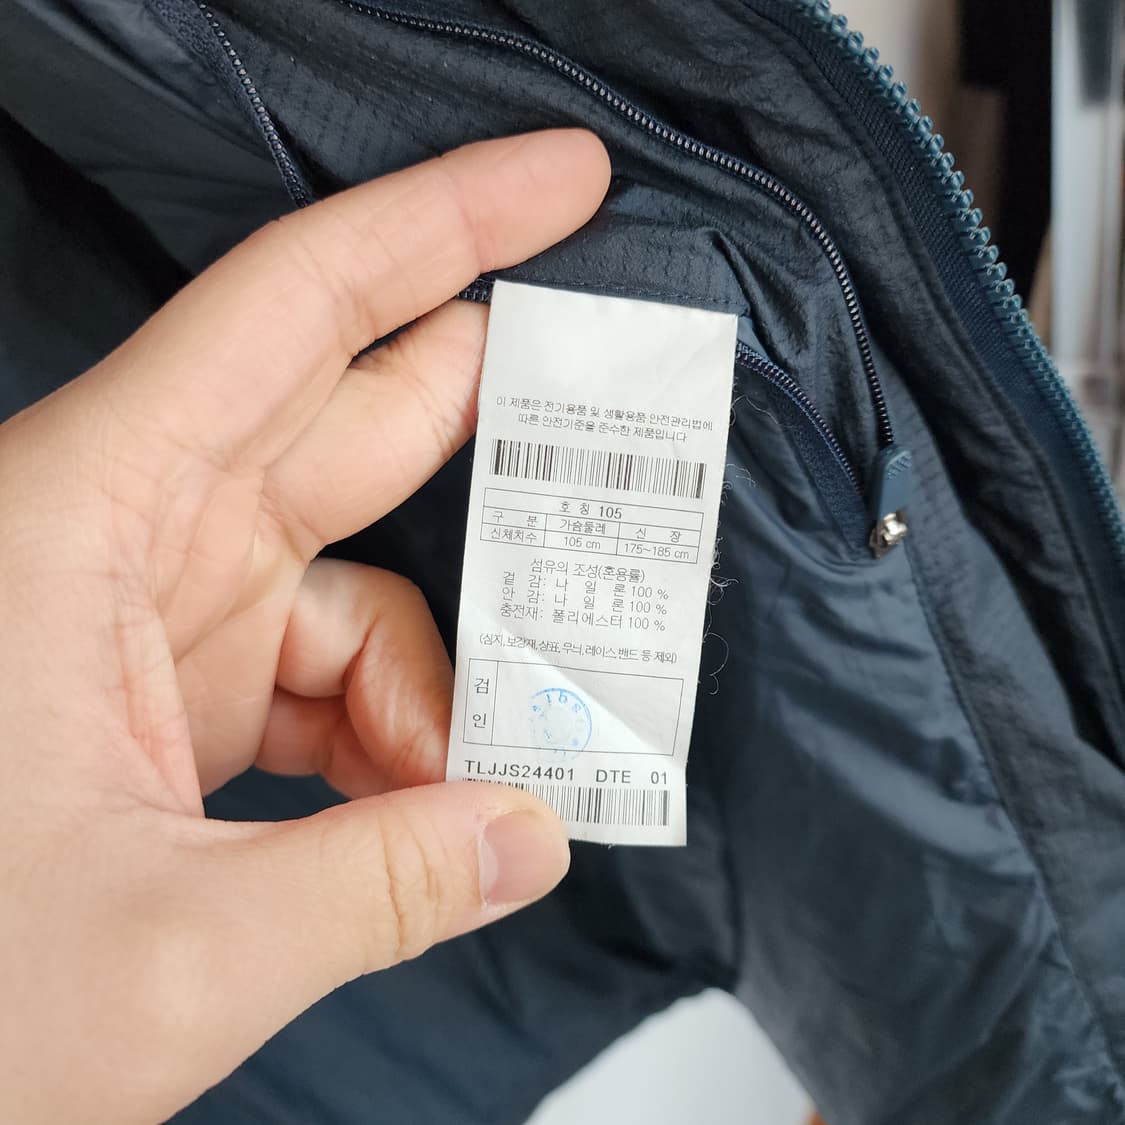 이 제품은 전기용품 및 생활용품 안전관리법에
따른 안전기준을 준수한 제품입니다
호 칭 105
구 분 가슴둘레 신 장
신체치수 105 cm 175~185 cm
섬유의 조성(혼용률)
겉 감: 나 일 론 100 %
안 감: 나 일 론 100 %
충전재: 폴리에스터 100 %
(심지,보강재,상표,무늬,레이스,밴드 등 제외)
검
인
TLJJS24401 DTE 01